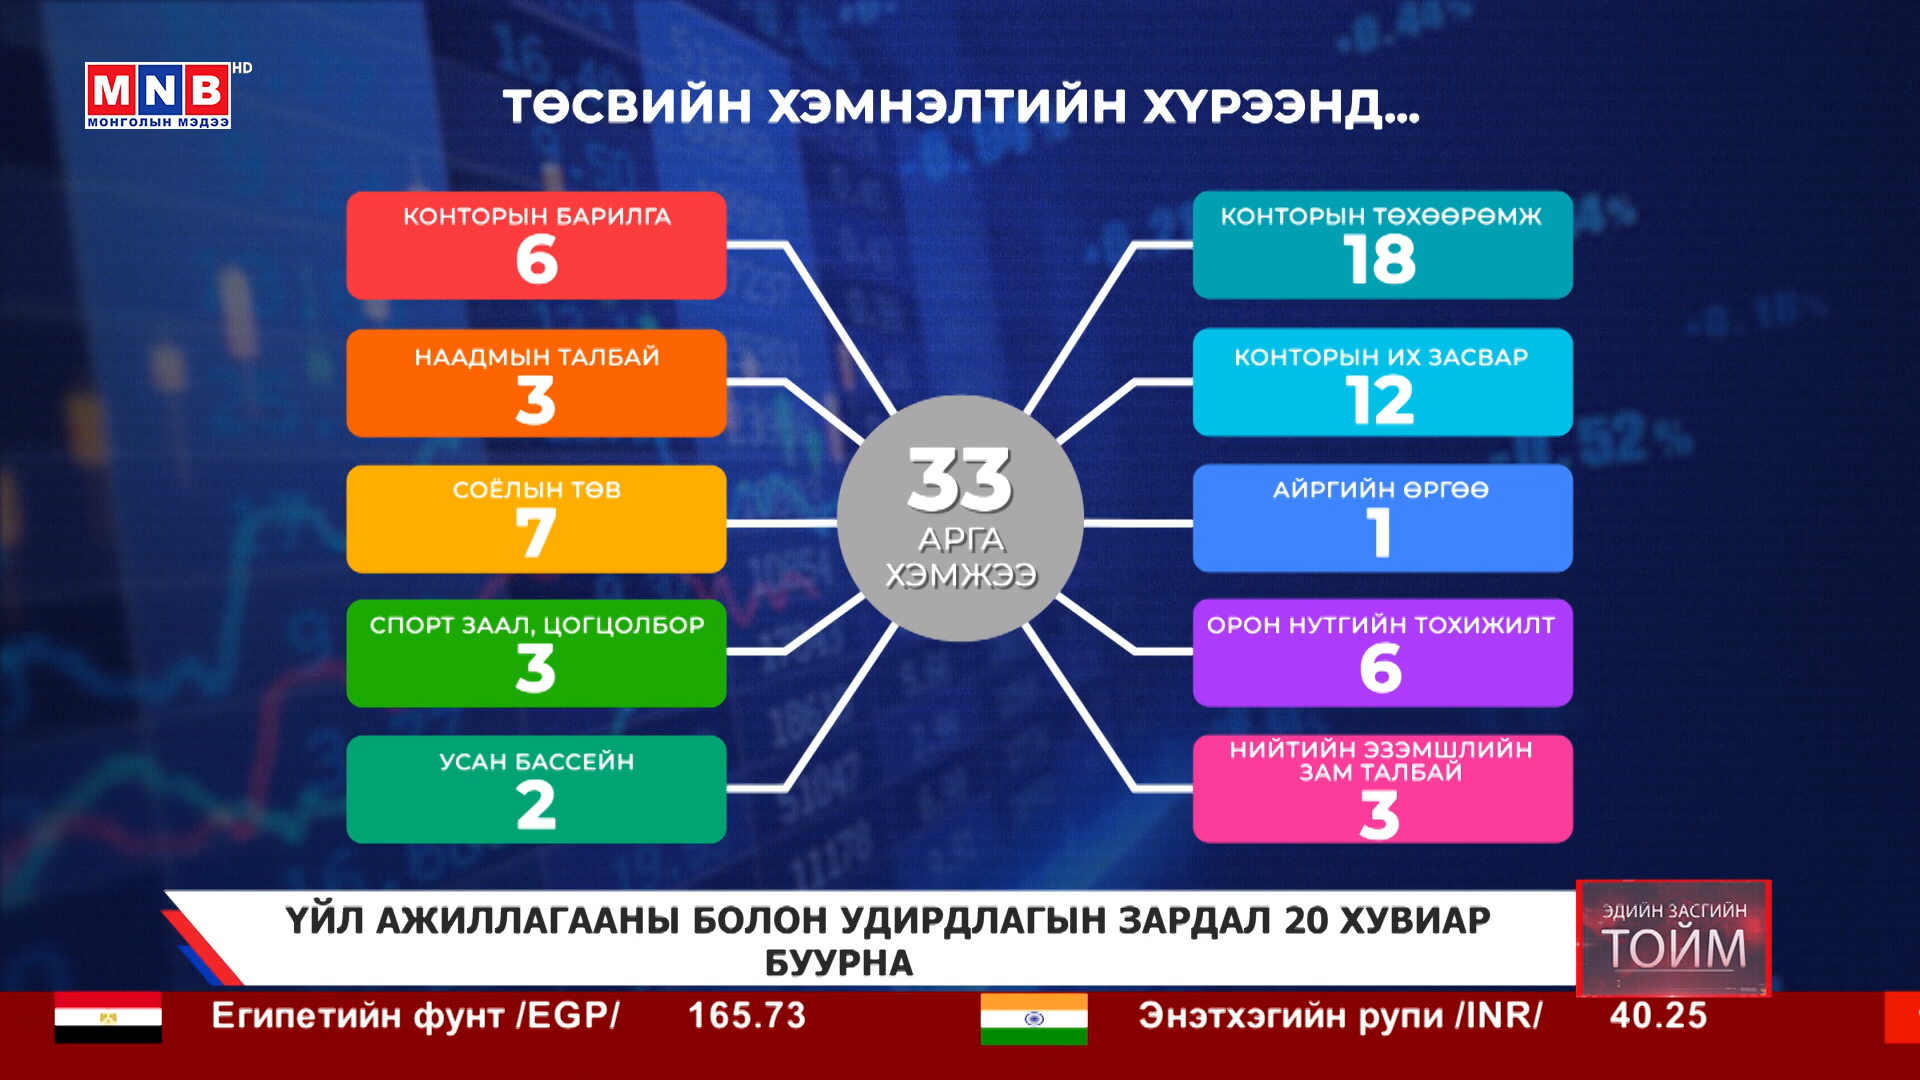 MNB HD
МОНГОЛЫН МЭДЭЭ
ТӨСВИЙН ХЭМНЭЛТИЙН ХҮРЭЭНД...
КОНТОРЫН БАРИЛГА
6
НААДМЫН ТАЛБАЙ
3
СОЁЛЫН ТӨВ
7
СПОРТ ЗААЛ, ЦОГЦОЛБОР
3
УСАН БАССЕЙН
2
33
АРГА
ХЭМЖЭЭ
КОНТОРЫН ТӨХӨӨРӨМЖ
18
КОНТОРЫН ИХ ЗАСВАР
12
АЙРГИЙН ӨРГӨӨ
1
ОРОН НУТГИЙН ТОХИЖИЛТ
6
НИЙТИЙН ЭЗЭМШЛИЙН
ЗАМ ТАЛБАЙ
3
ҮЙЛ АЖИЛЛАГААНЫ БОЛОН УДИРДЛАГЫН ЗАРДАЛ 20 ХУВИАР
БУУРНА
ЭДИЙН ЗАСГИЙН
ТОЙМ
Египетийн фунт /EGP/ 165.73 Энэтхэгийн рупи /INR/ 40.25